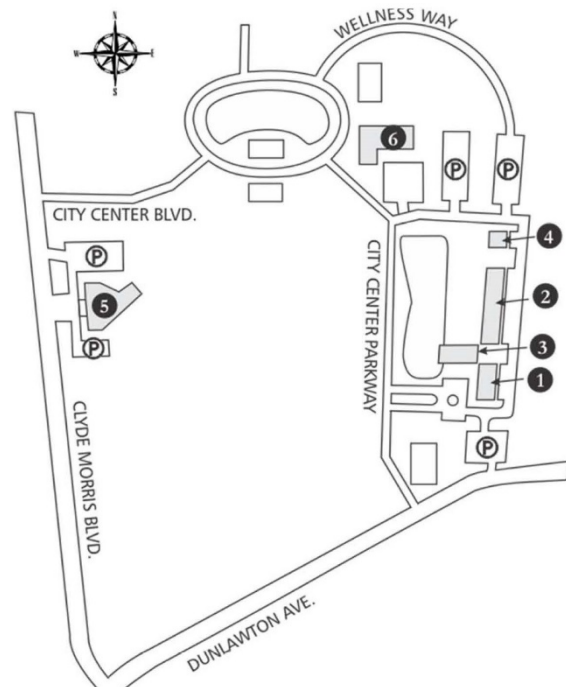 N
W
E
S
WELLNESS WAY
6
P
P
CITY CENTER BLVD.
4
P
CITY CENTER PARKWAY
2
5
3
P
1
CLYDE MORRIS BLVD.
P
DUNLAWTON AVE.